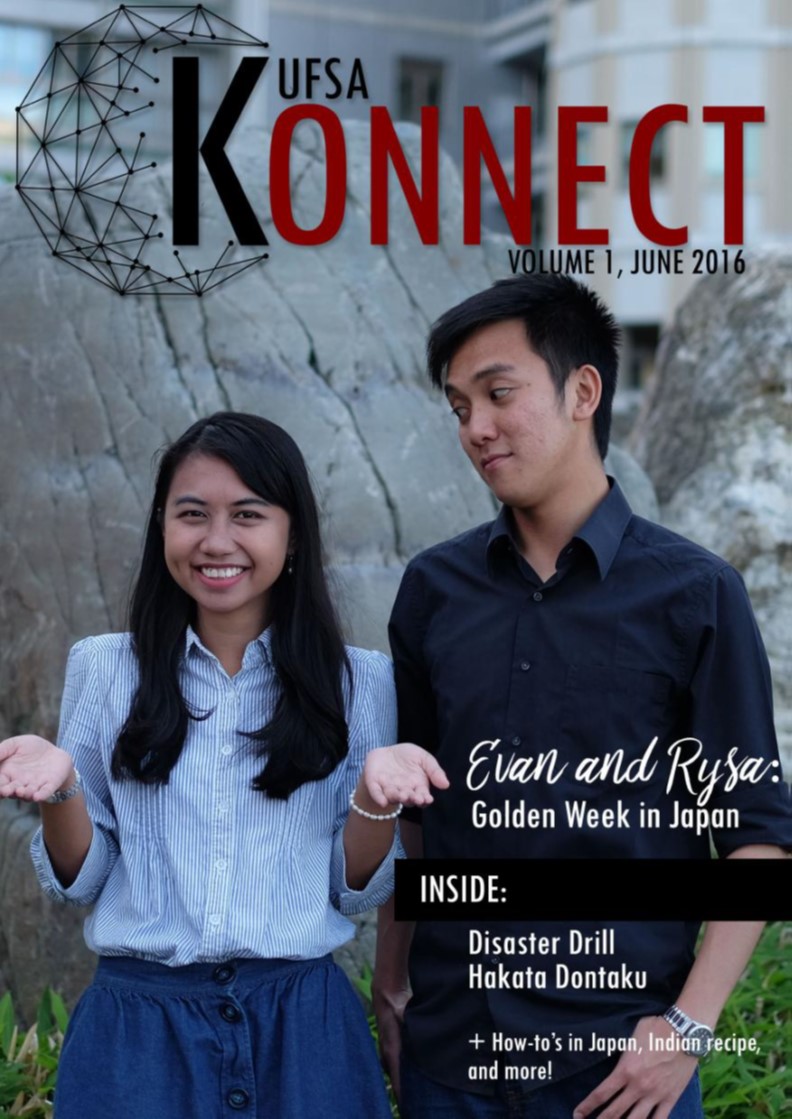 KUFSA
KONNECT
VOLUME 1, JUNE 2016
Evan and Rysa:
Golden Week in Japan
INSIDE:
Disaster Drill
Hakata Dontaku
+ How-to's in Japan, Indian recipe,
and more!